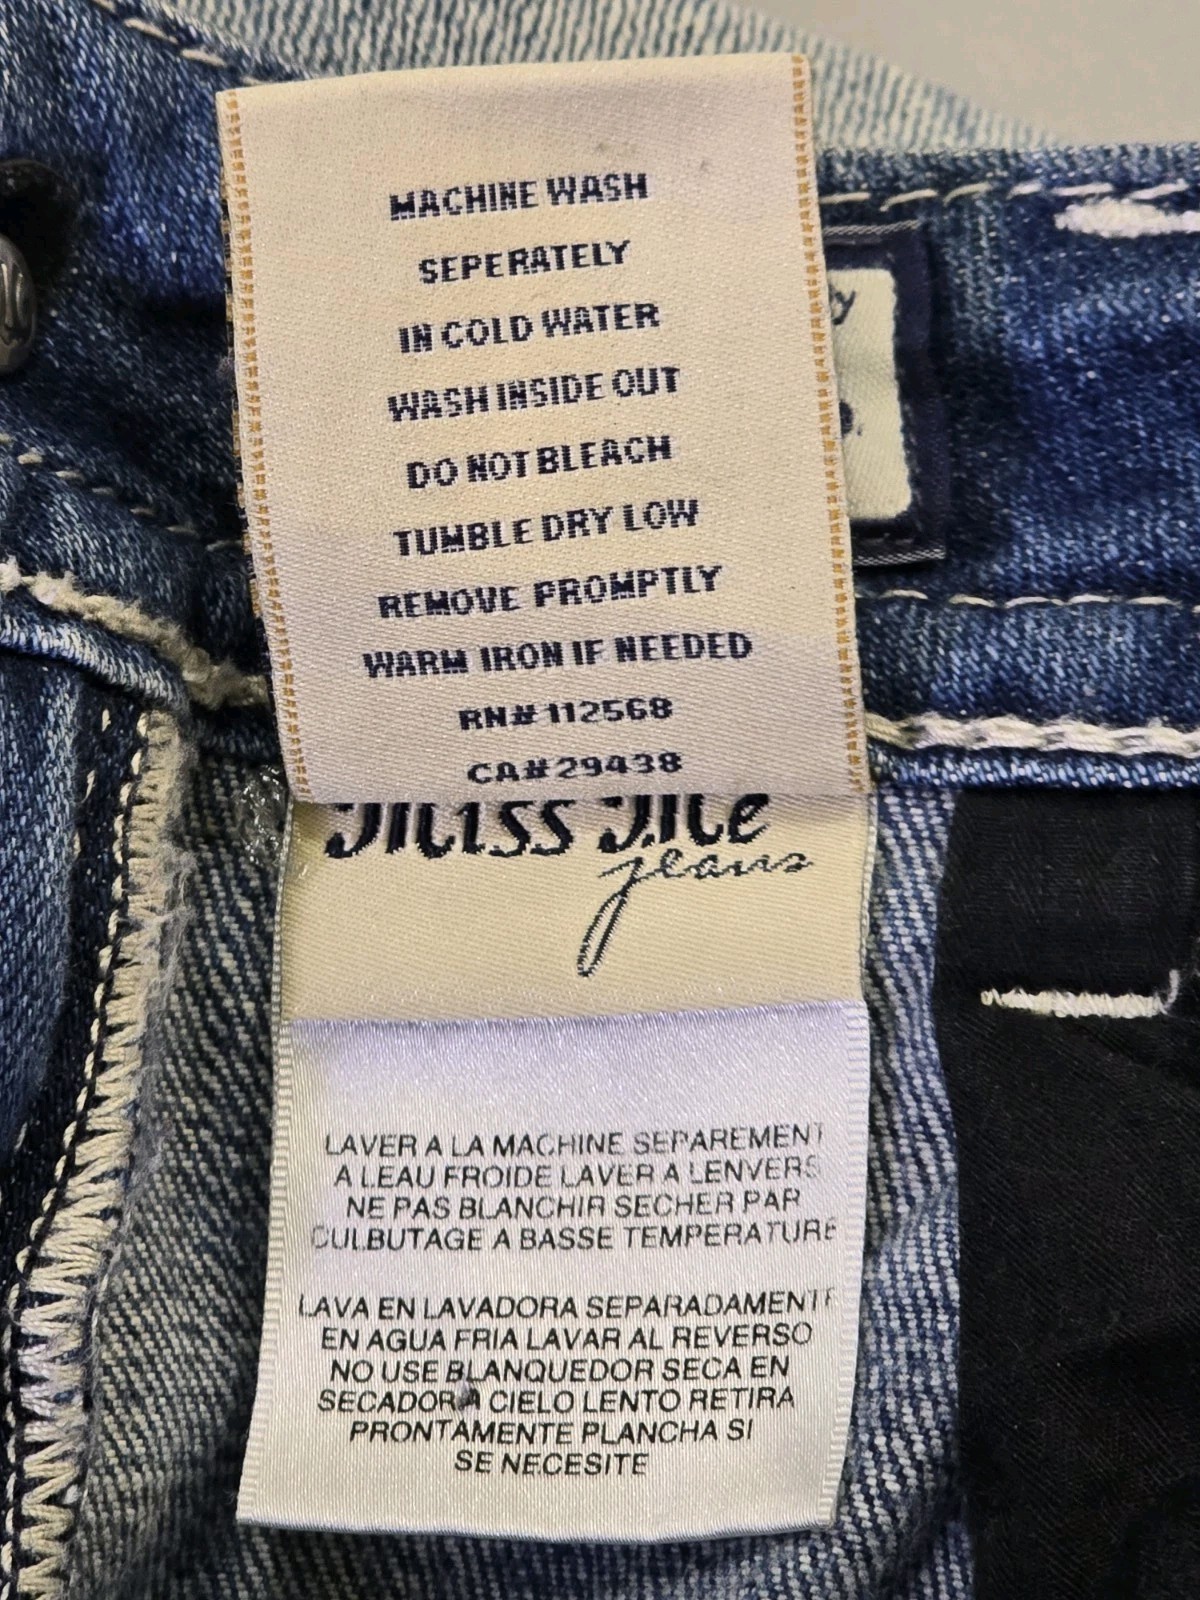 MACHINE WASH
SEPERATELY
IN COLD WATER
WASH INSIDE OUT
DO NOT BLEACH
TUMBLE DRY LOW
REMOVE PROMPTLY
WARM IRON IF NEEDED
RN# 112568
CA# 29438
Miss Me
jeans
LAVER A LA MACHINE SEPAREMENT
A LEAU FROIDE LAVER A LENVERS
NE PAS BLANCHIR SECHER PAR
CULBUTAGE A BASSE TEMPERATURE
LAVA EN LAVADORA SEPARADAMENTE
EN AGUA FRIA LAVAR AL REVERSO
NO USE BLANQUEDOR SECA EN
SECADORA CIELO LENTO RETIRA
PRONTAMENTE PLANCHA SI
SE NECESITE